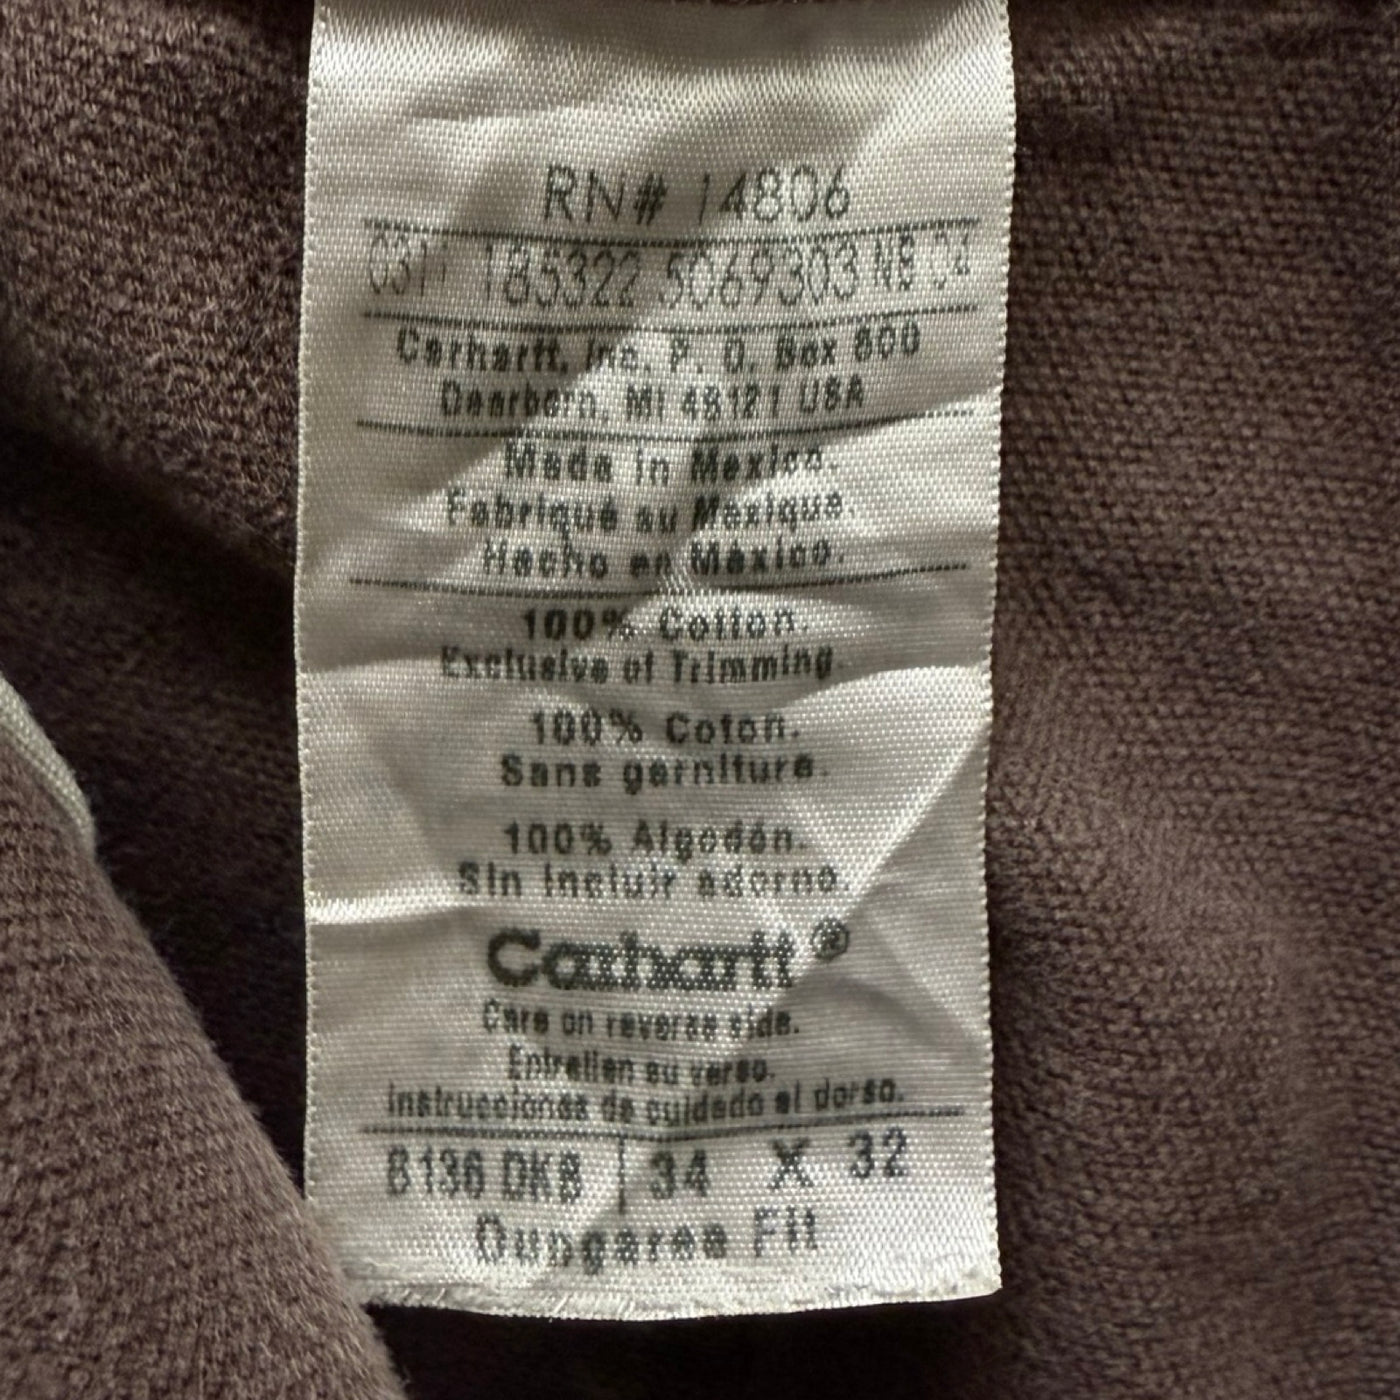 RN# 14806
185322 5069303 NB
Carhartt, Inc. P. O. Box 600
Dearborn, MI 48121 USA
Made in Mexico.
Fabriqué au Mexique.
Hecho en México.
100% Cotton.
Exclusive of Trimming.
100% Coton.
Sans garniture.
100% Algodón.
Sin incluir adorno.
Carhartt®
Care on reverse side.
Entretien au verso.
Instrucciones de cuidado al dorso.
B136 DKB | 34 X 32
Dungaree Fit